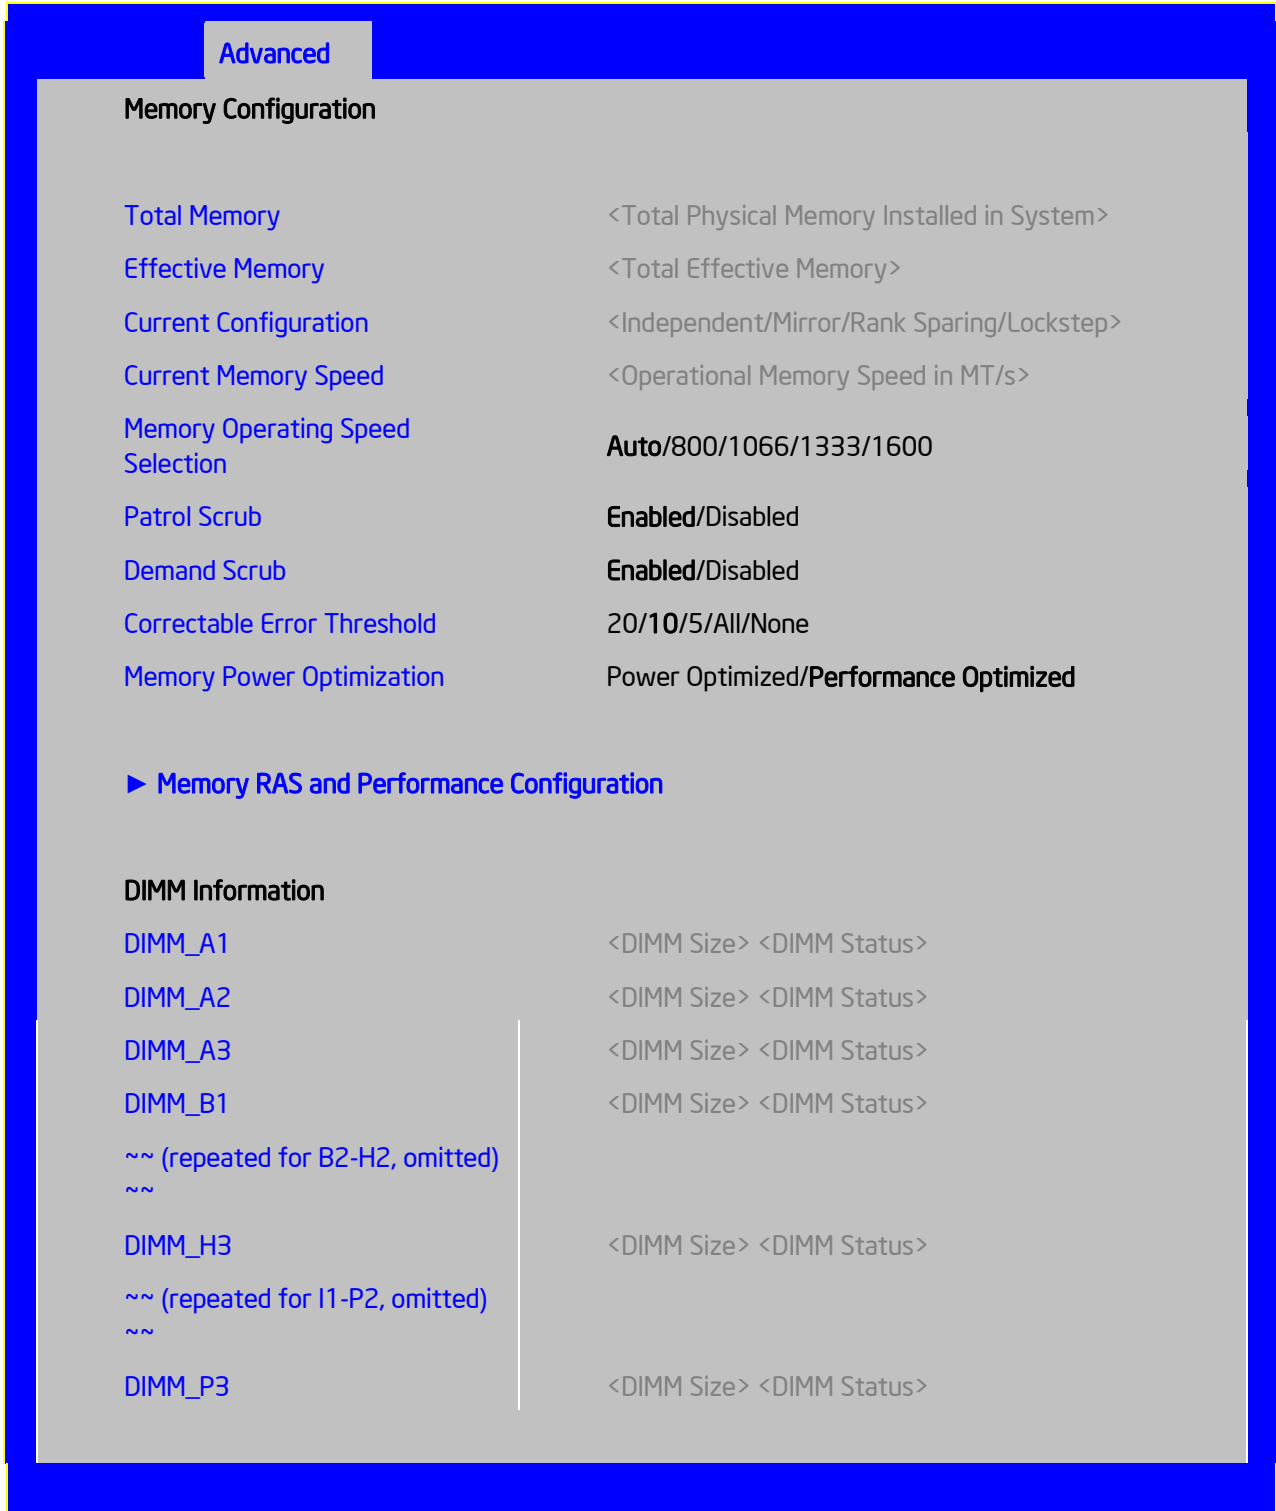 Advanced
Memory Configuration
Total Memory <Total Physical Memory Installed in System>
Effective Memory <Total Effective Memory>
Current Configuration <Independent/Mirror/Rank Sparing/Lockstep>
Current Memory Speed <Operational Memory Speed in MT/s>
Memory Operating Speed
Selection Auto/800/1066/1333/1600
Patrol Scrub Enabled/Disabled
Demand Scrub Enabled/Disabled
Correctable Error Threshold 20/10/5/All/None
Memory Power Optimization Power Optimized/Performance Optimized
► Memory RAS and Performance Configuration
DIMM Information
DIMM_A1 <DIMM Size> <DIMM Status>
DIMM_A2 <DIMM Size> <DIMM Status>
DIMM_A3 <DIMM Size> <DIMM Status>
DIMM_B1 <DIMM Size> <DIMM Status>
~~ (repeated for B2-H2, omitted)
~~
DIMM_H3 <DIMM Size> <DIMM Status>
~~ (repeated for I1-P2, omitted)
~~
DIMM_P3 <DIMM Size> <DIMM Status>